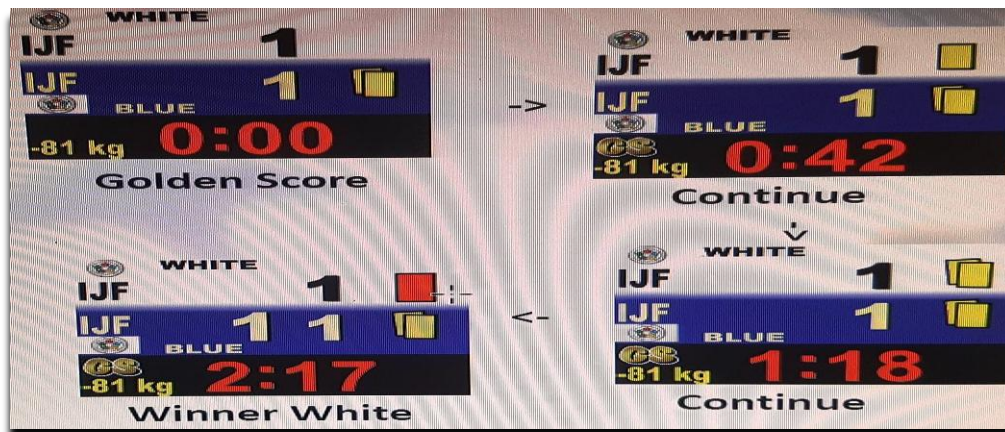 WHITE
IJF 1
IJF 1
BLUE
-81 kg 0:00
Golden Score
->
WHITE
IJF 1
IJF 1
BLUE
GS
-81 kg 0:42
Continue
WHITE
IJF 1
IJF 1
BLUE
GS
-81 kg 1:18
Continue
<-
WHITE
IJF 1
IJF 1 1
BLUE
GS
-81 kg 2:17
Winner White